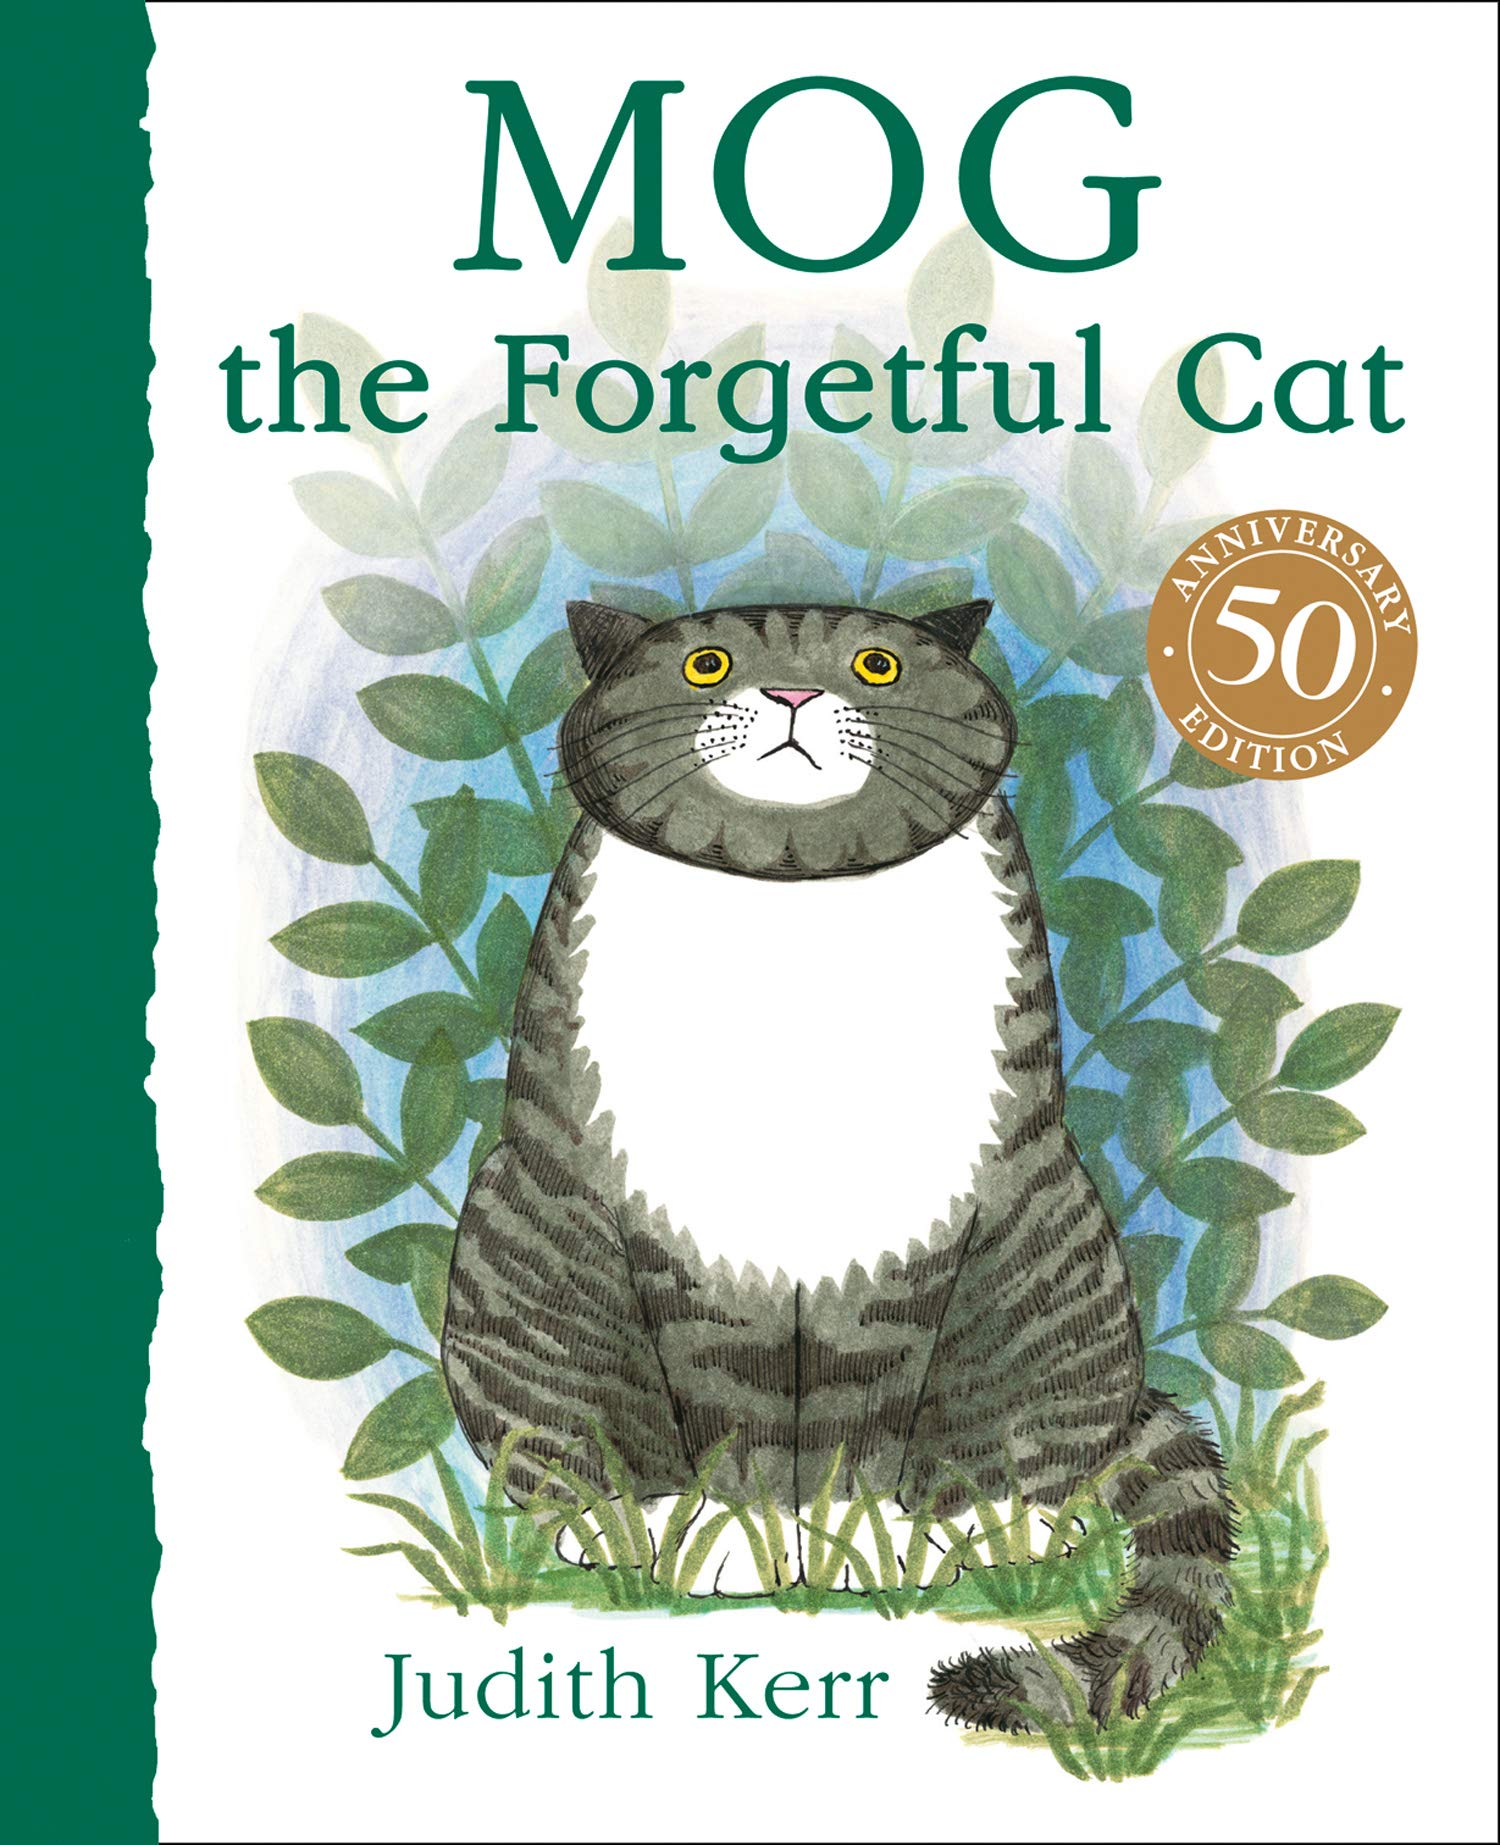 MOG
the Forgetful Cat
ANNIVERSARY
50
EDITION
Judith Kerr